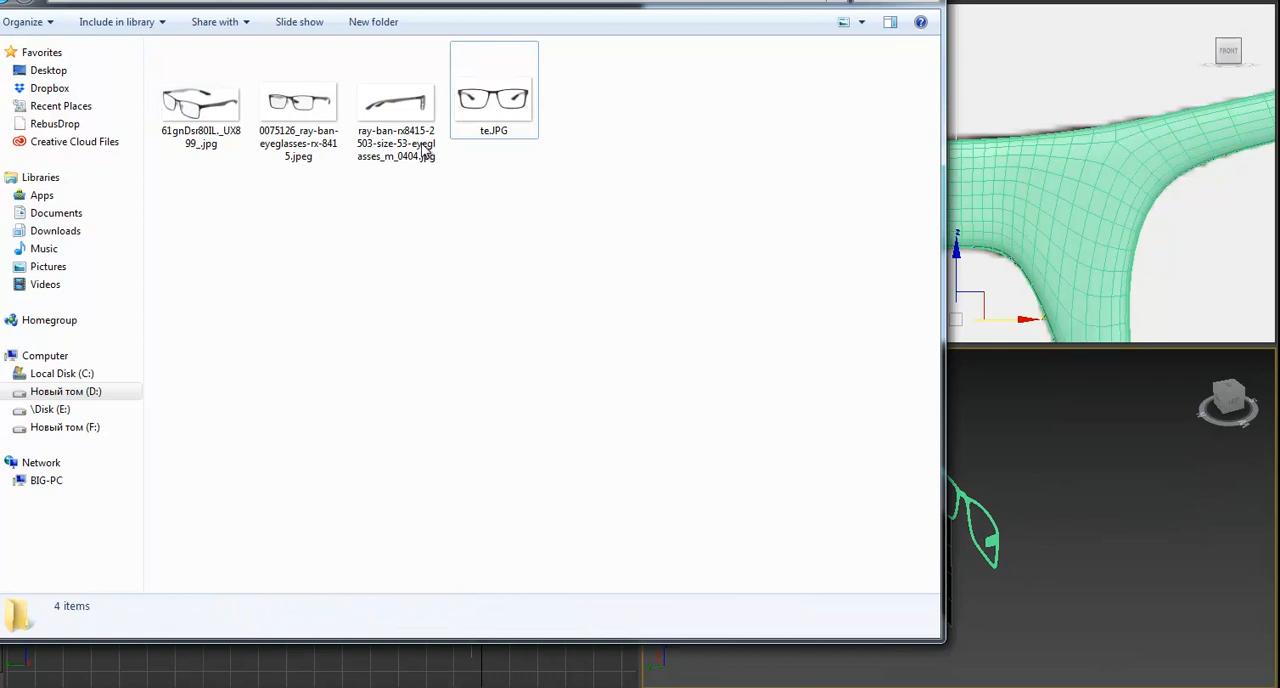 Organize
Include in library
Share with
Slide show
New folder
Favorites
Desktop
Dropbox
Recent Places
RebusDrop
Creative Cloud Files
Libraries
Apps
Documents
Downloads
Music
Pictures
Videos
Homegroup
Computer
Local Disk (C:)
Новый том (D:)
\Disk (E:)
Новый том (F:)
Network
BIG-PC
61gnDsr80IL._UX8
99_.jpg
0075126_ray-ban-
eyeglasses-rx-841
5.jpeg
ray-ban-rx8415-2
503-size-53-eyegl
asses_m_0404.jpg
te.JPG
4 items
FRONT
z